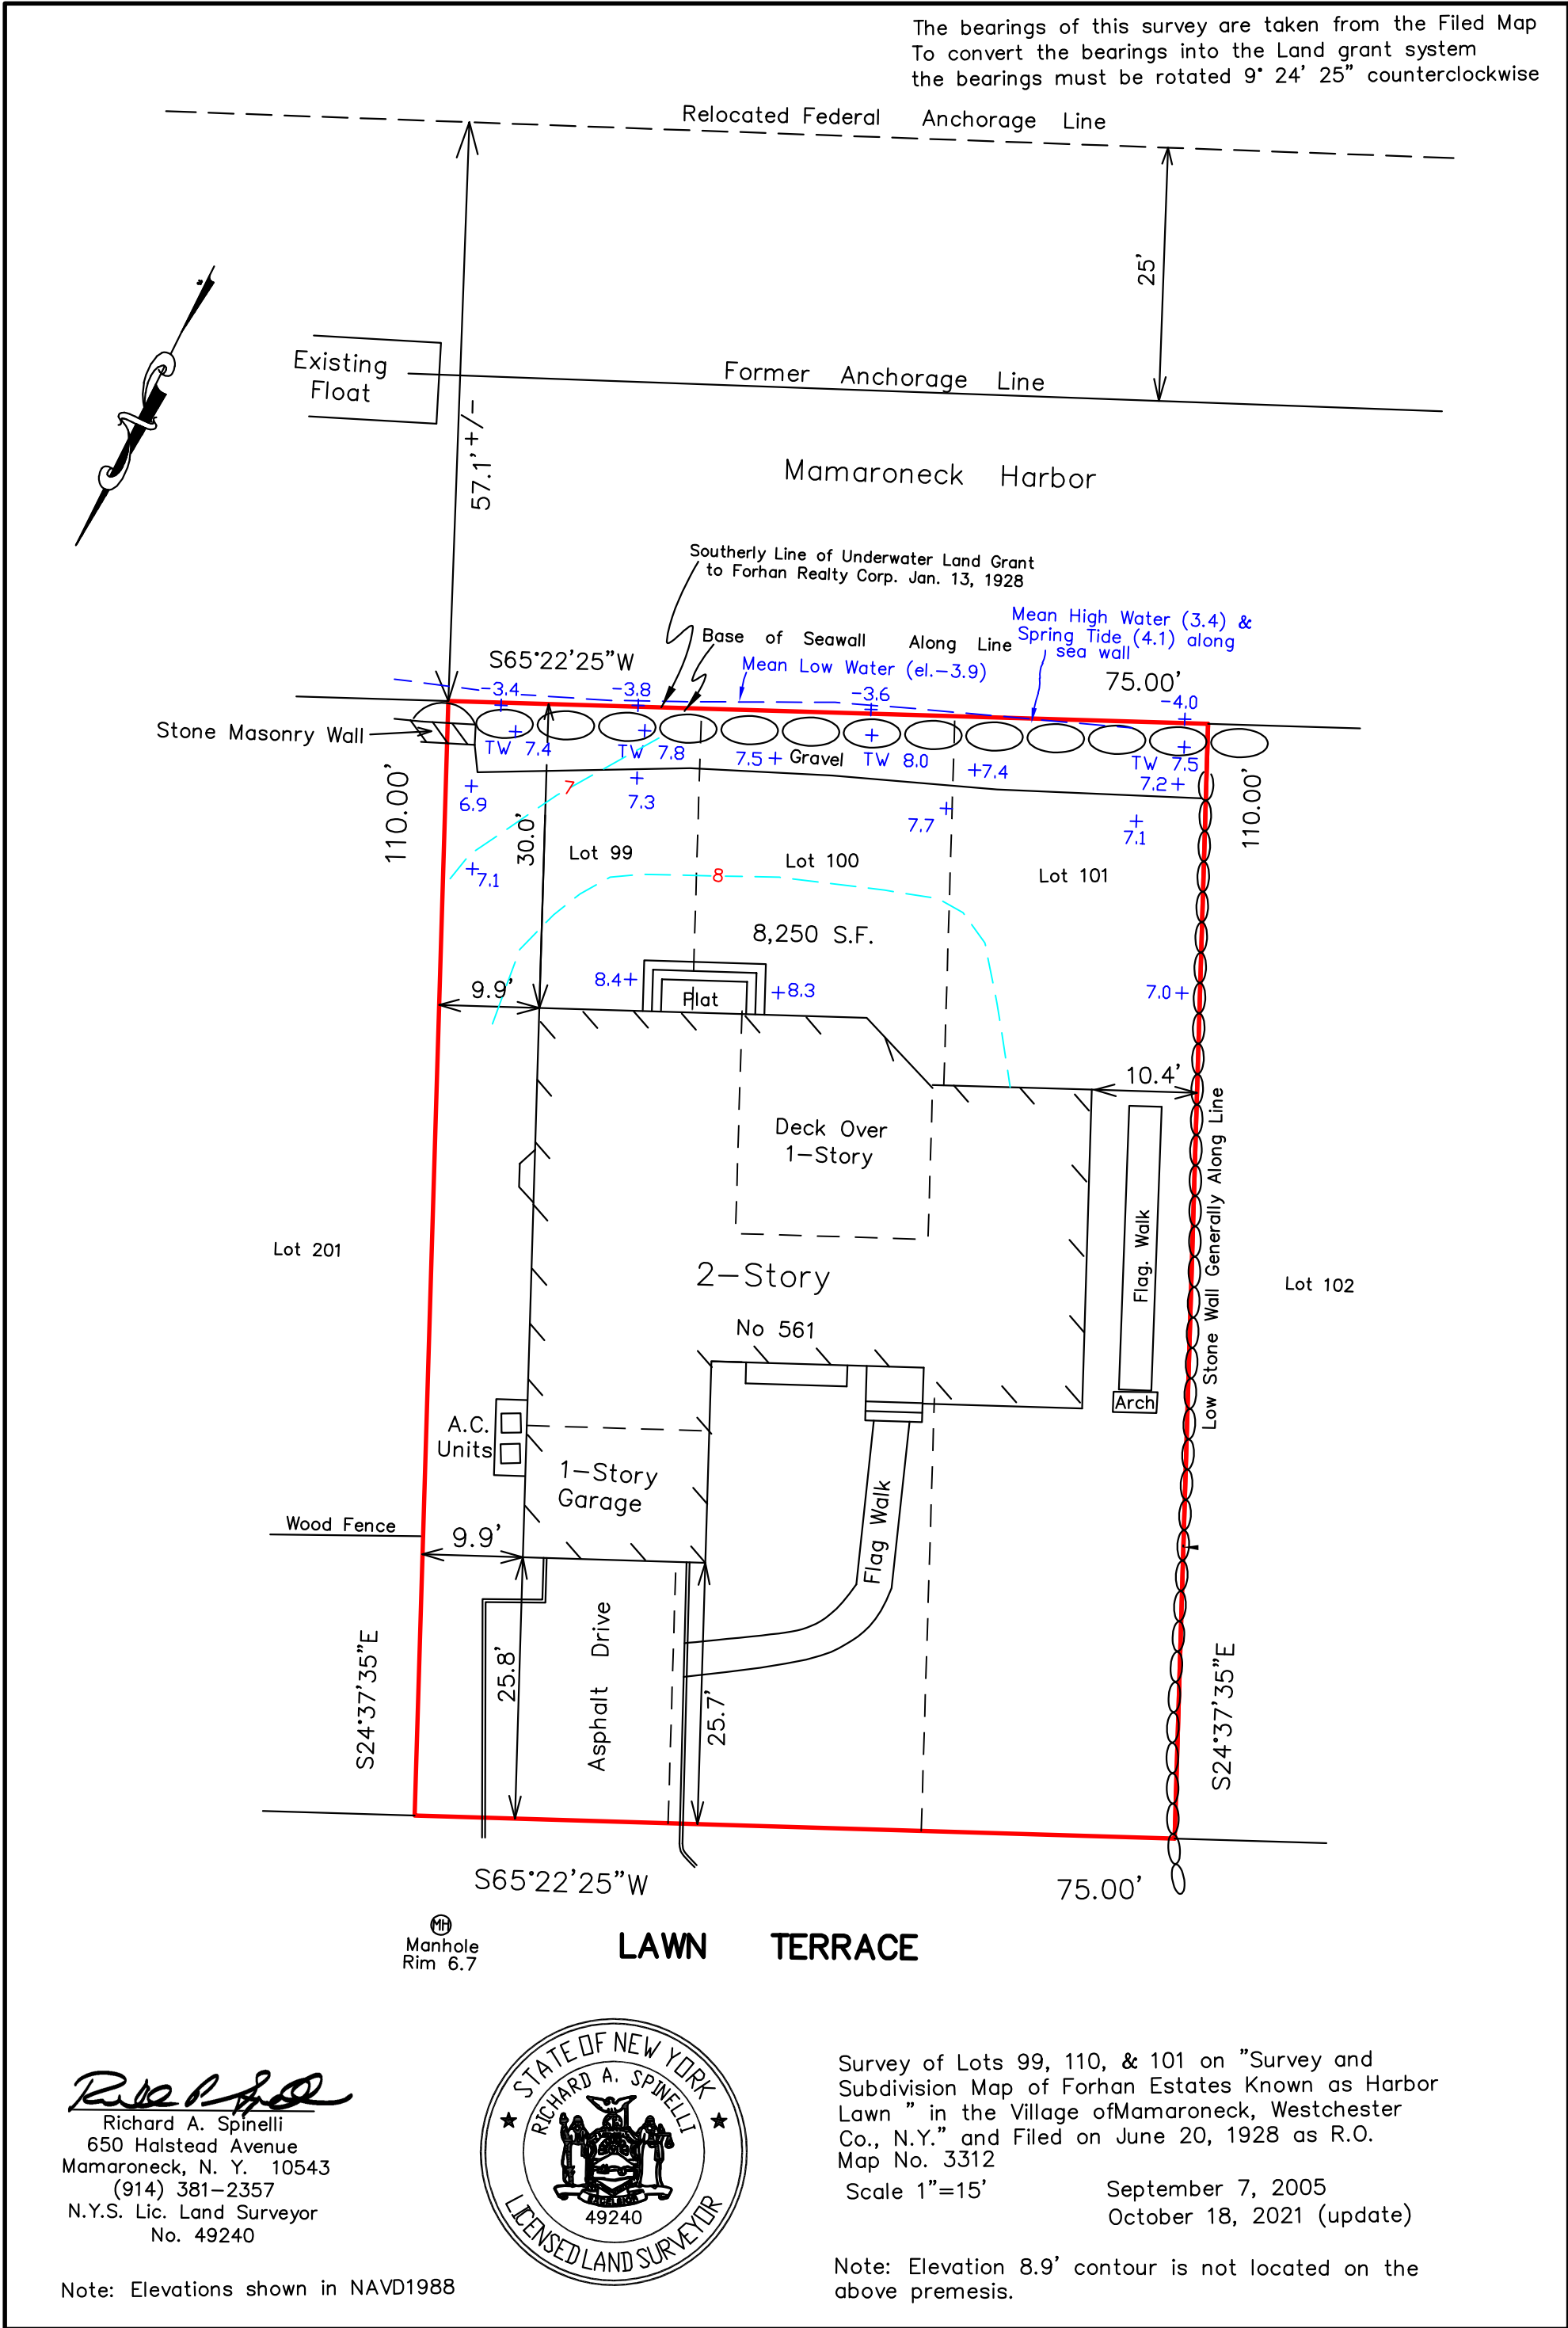 The bearings of this survey are taken from the Filed Map
To convert the bearings into the Land grant system
the bearings must be rotated 9° 24' 25" counterclockwise
Relocated Federal Anchorage Line
25'
Existing
Float
Former Anchorage Line
57.1'+/-
Mamaroneck Harbor
Southerly Line of Underwater Land Grant
to Forhan Realty Corp. Jan. 13, 1928
Mean High Water (3.4) &
Spring Tide (4.1) along
sea wall
Base of Seawall Along Line
S65°22'25"W
Mean Low Water (el.-3.9)
75.00'
-3.4
-3.8
-3.6
-4.0
Stone Masonry Wall
TW 7.4
TW 7.8
7.5
Gravel
TW 8.0
7.4
TW 7.5
7.2
110.00'
6.9
7
7.3
7.7
7.1
110.00'
30.0'
Lot 99
Lot 100
Lot 101
7.1
8
8,250 S.F.
8.4
Plat
8.3
7.0
9.9'
10.4'
Deck Over
1-Story
Flag. Walk
Low Stone Wall Generally Along Line
Lot 201
2-Story
Lot 102
No 561
Arch
A.C.
Units
1-Story
Garage
Flag Walk
Wood Fence
9.9'
S24°37'35"E
25.8'
Asphalt Drive
25.7'
S24°37'35"E
S65°22'25"W
75.00'
MH
Manhole
Rim 6.7
LAWN TERRACE
Richard A. Spinelli
650 Halstead Avenue
Mamaroneck, N. Y. 10543
(914) 381-2357
N.Y.S. Lic. Land Surveyor
No. 49240
Note: Elevations shown in NAVD1988
STATE OF NEW YORK
RICHARD A. SPINELLI
EXCELSIOR
49240
LICENSED LAND SURVEYOR
Survey of Lots 99, 110, & 101 on "Survey and
Subdivision Map of Forhan Estates Known as Harbor
Lawn " in the Village ofMamaroneck, Westchester
Co., N.Y." and Filed on June 20, 1928 as R.O.
Map No. 3312
Scale 1"=15'
September 7, 2005
October 18, 2021 (update)
Note: Elevation 8.9' contour is not located on the
above premesis.